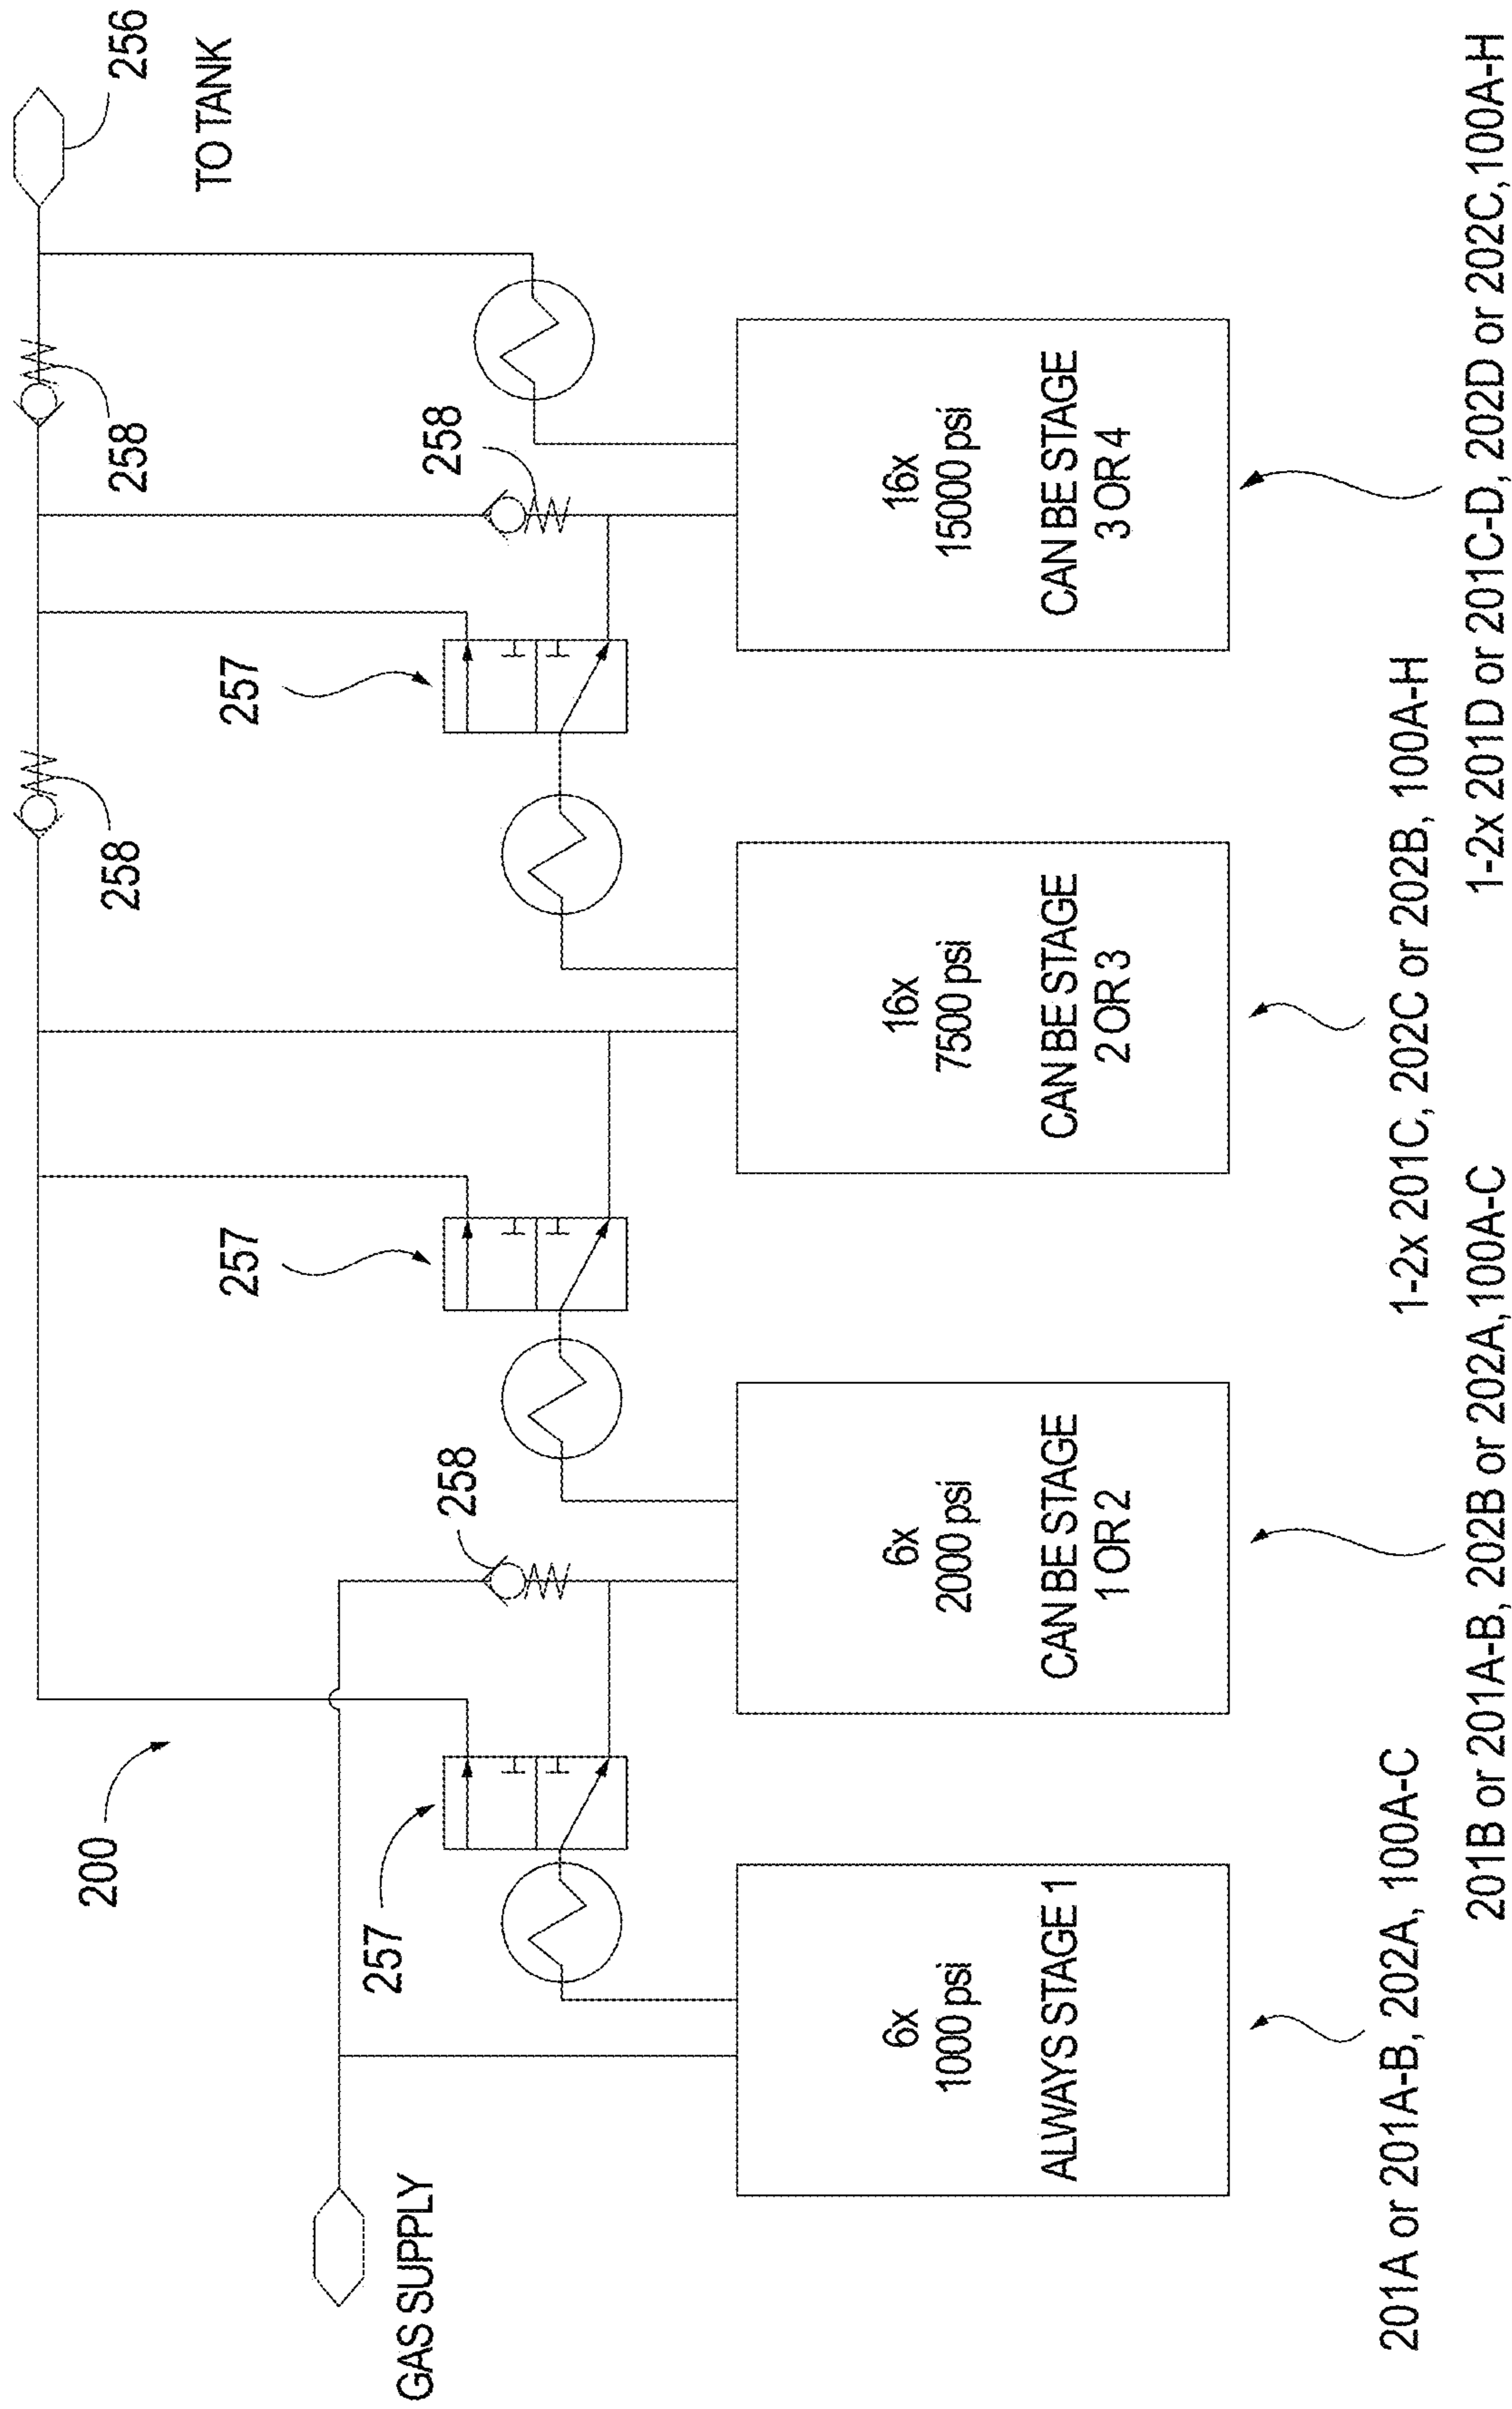 256
TO TANK
258
258
258
257
257
258
200
257
GAS SUPPLY
6x
1000 psi
ALWAYS STAGE 1
6x
2000 psi
CAN BE STAGE
1 OR 2
16x
7500 psi
CAN BE STAGE
2 OR 3
16x
15000 psi
CAN BE STAGE
3 OR 4
201A or 201A-B, 202A, 100A-C
201B or 201A-B, 202B or 202A, 100A-C
1-2x 201C, 202C or 202B, 100A-H
1-2x 201D or 201C-D, 202D or 202C, 100A-H